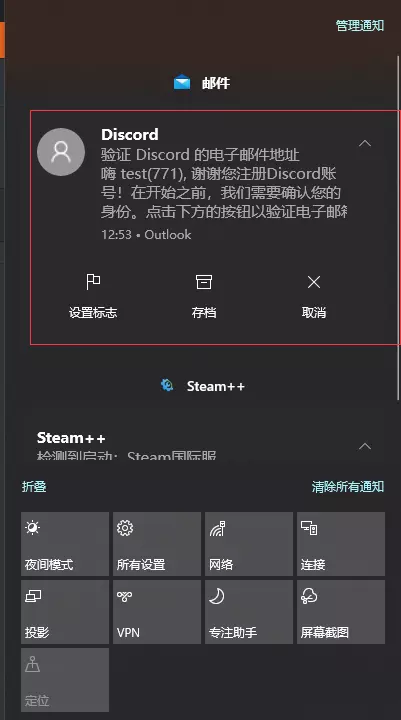 管理通知
邮件
Discord
验证 Discord 的电子邮件地址
嗨 test(771), 谢谢您注册Discord账
号！在开始之前，我们需要确认您的
身份。点击下方的按钮以验证电子邮
12:53 • Outlook
设置标志 存档 取消
Steam++
Steam++
检测到启动：Steam国际服
折叠 清除所有通知
夜间模式 所有设置 网络 连接
投影 VPN 专注助手 屏幕截图
定位